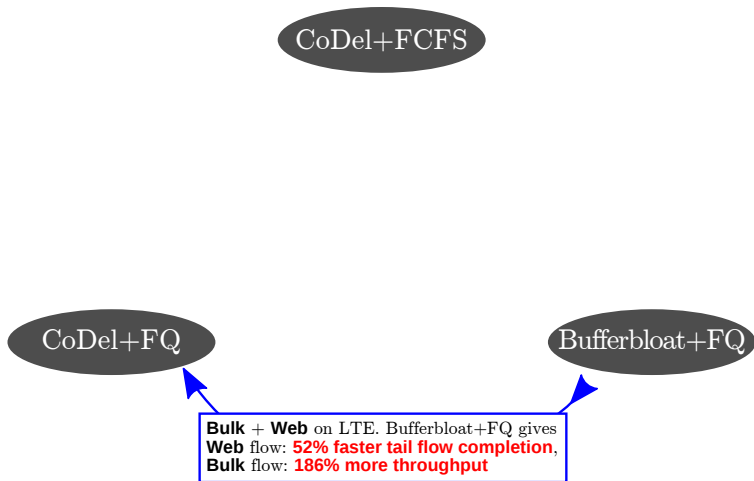 CoDel+FCFS
CoDel+FQ
Bufferbloat+FQ
Bulk + Web on LTE. Bufferbloat+FQ gives
Web flow: 52% faster tail flow completion,
Bulk flow: 186% more throughput